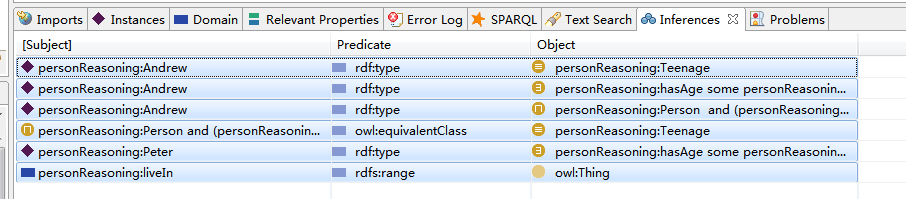 Imports Instances Domain Relevant Properties Error Log SPARQL Text Search Inferences Problems
[Subject] Predicate Object
personReasoning:Andrew rdf:type personReasoning:Teenage
personReasoning:Andrew rdf:type personReasoning:hasAge some personReasonin...
personReasoning:Andrew rdf:type personReasoning:Person and (personReasoning...
personReasoning:Person and (personReasonin... owl:equivalentClass personReasoning:Teenage
personReasoning:Peter rdf:type personReasoning:hasAge some personReasonin...
personReasoning:liveIn rdfs:range owl:Thing